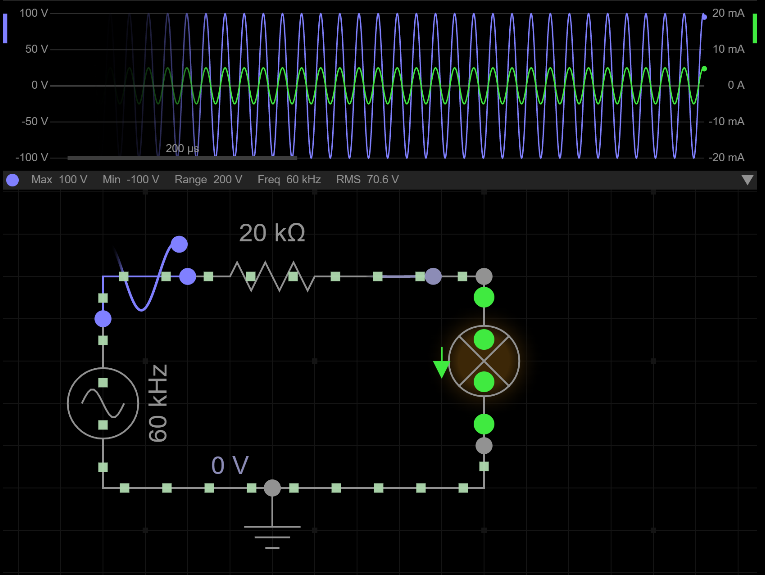 100 V
20 mA
50 V
10 mA
0 V
0 A
-50 V
-10 mA
200 µs
-100 V
-20 mA
Max 100 V Min -100 V Range 200 V Freq 60 kHz RMS 70.6 V
20 kΩ
60 kHz
0 V